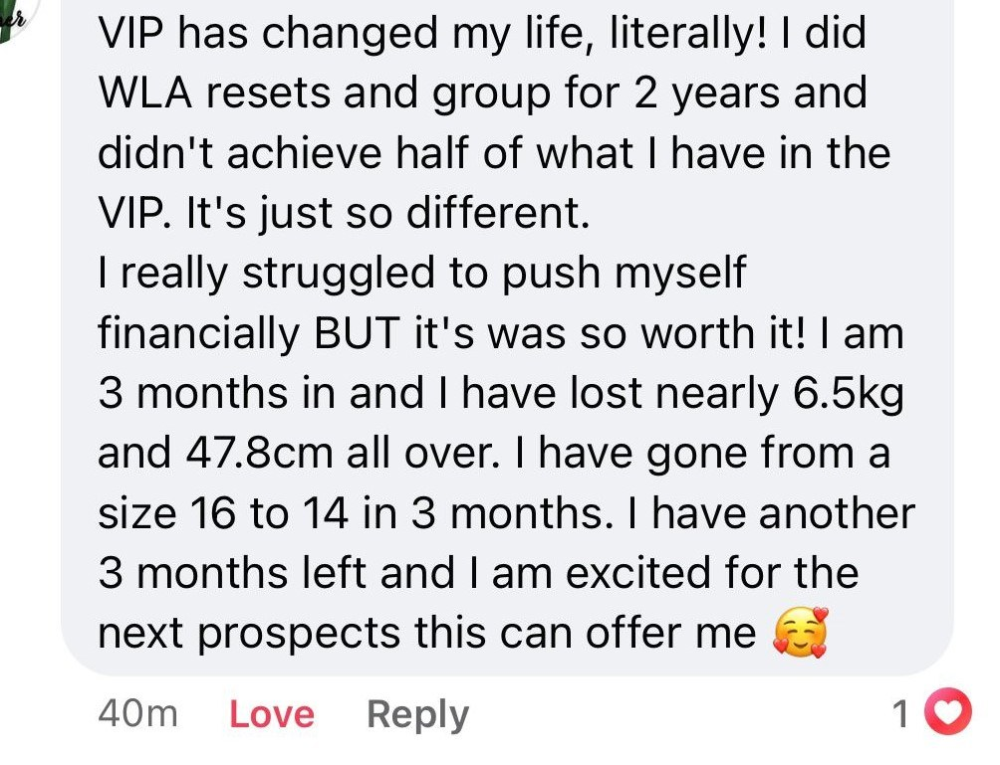 VIP has changed my life, literally! I did
WLA resets and group for 2 years and
didn't achieve half of what I have in the
VIP. It's just so different.
I really struggled to push myself
financially BUT it's was so worth it! I am
3 months in and I have lost nearly 6.5kg
and 47.8cm all over. I have gone from a
size 16 to 14 in 3 months. I have another
3 months left and I am excited for the
next prospects this can offer me 🥰
40m Love Reply 1